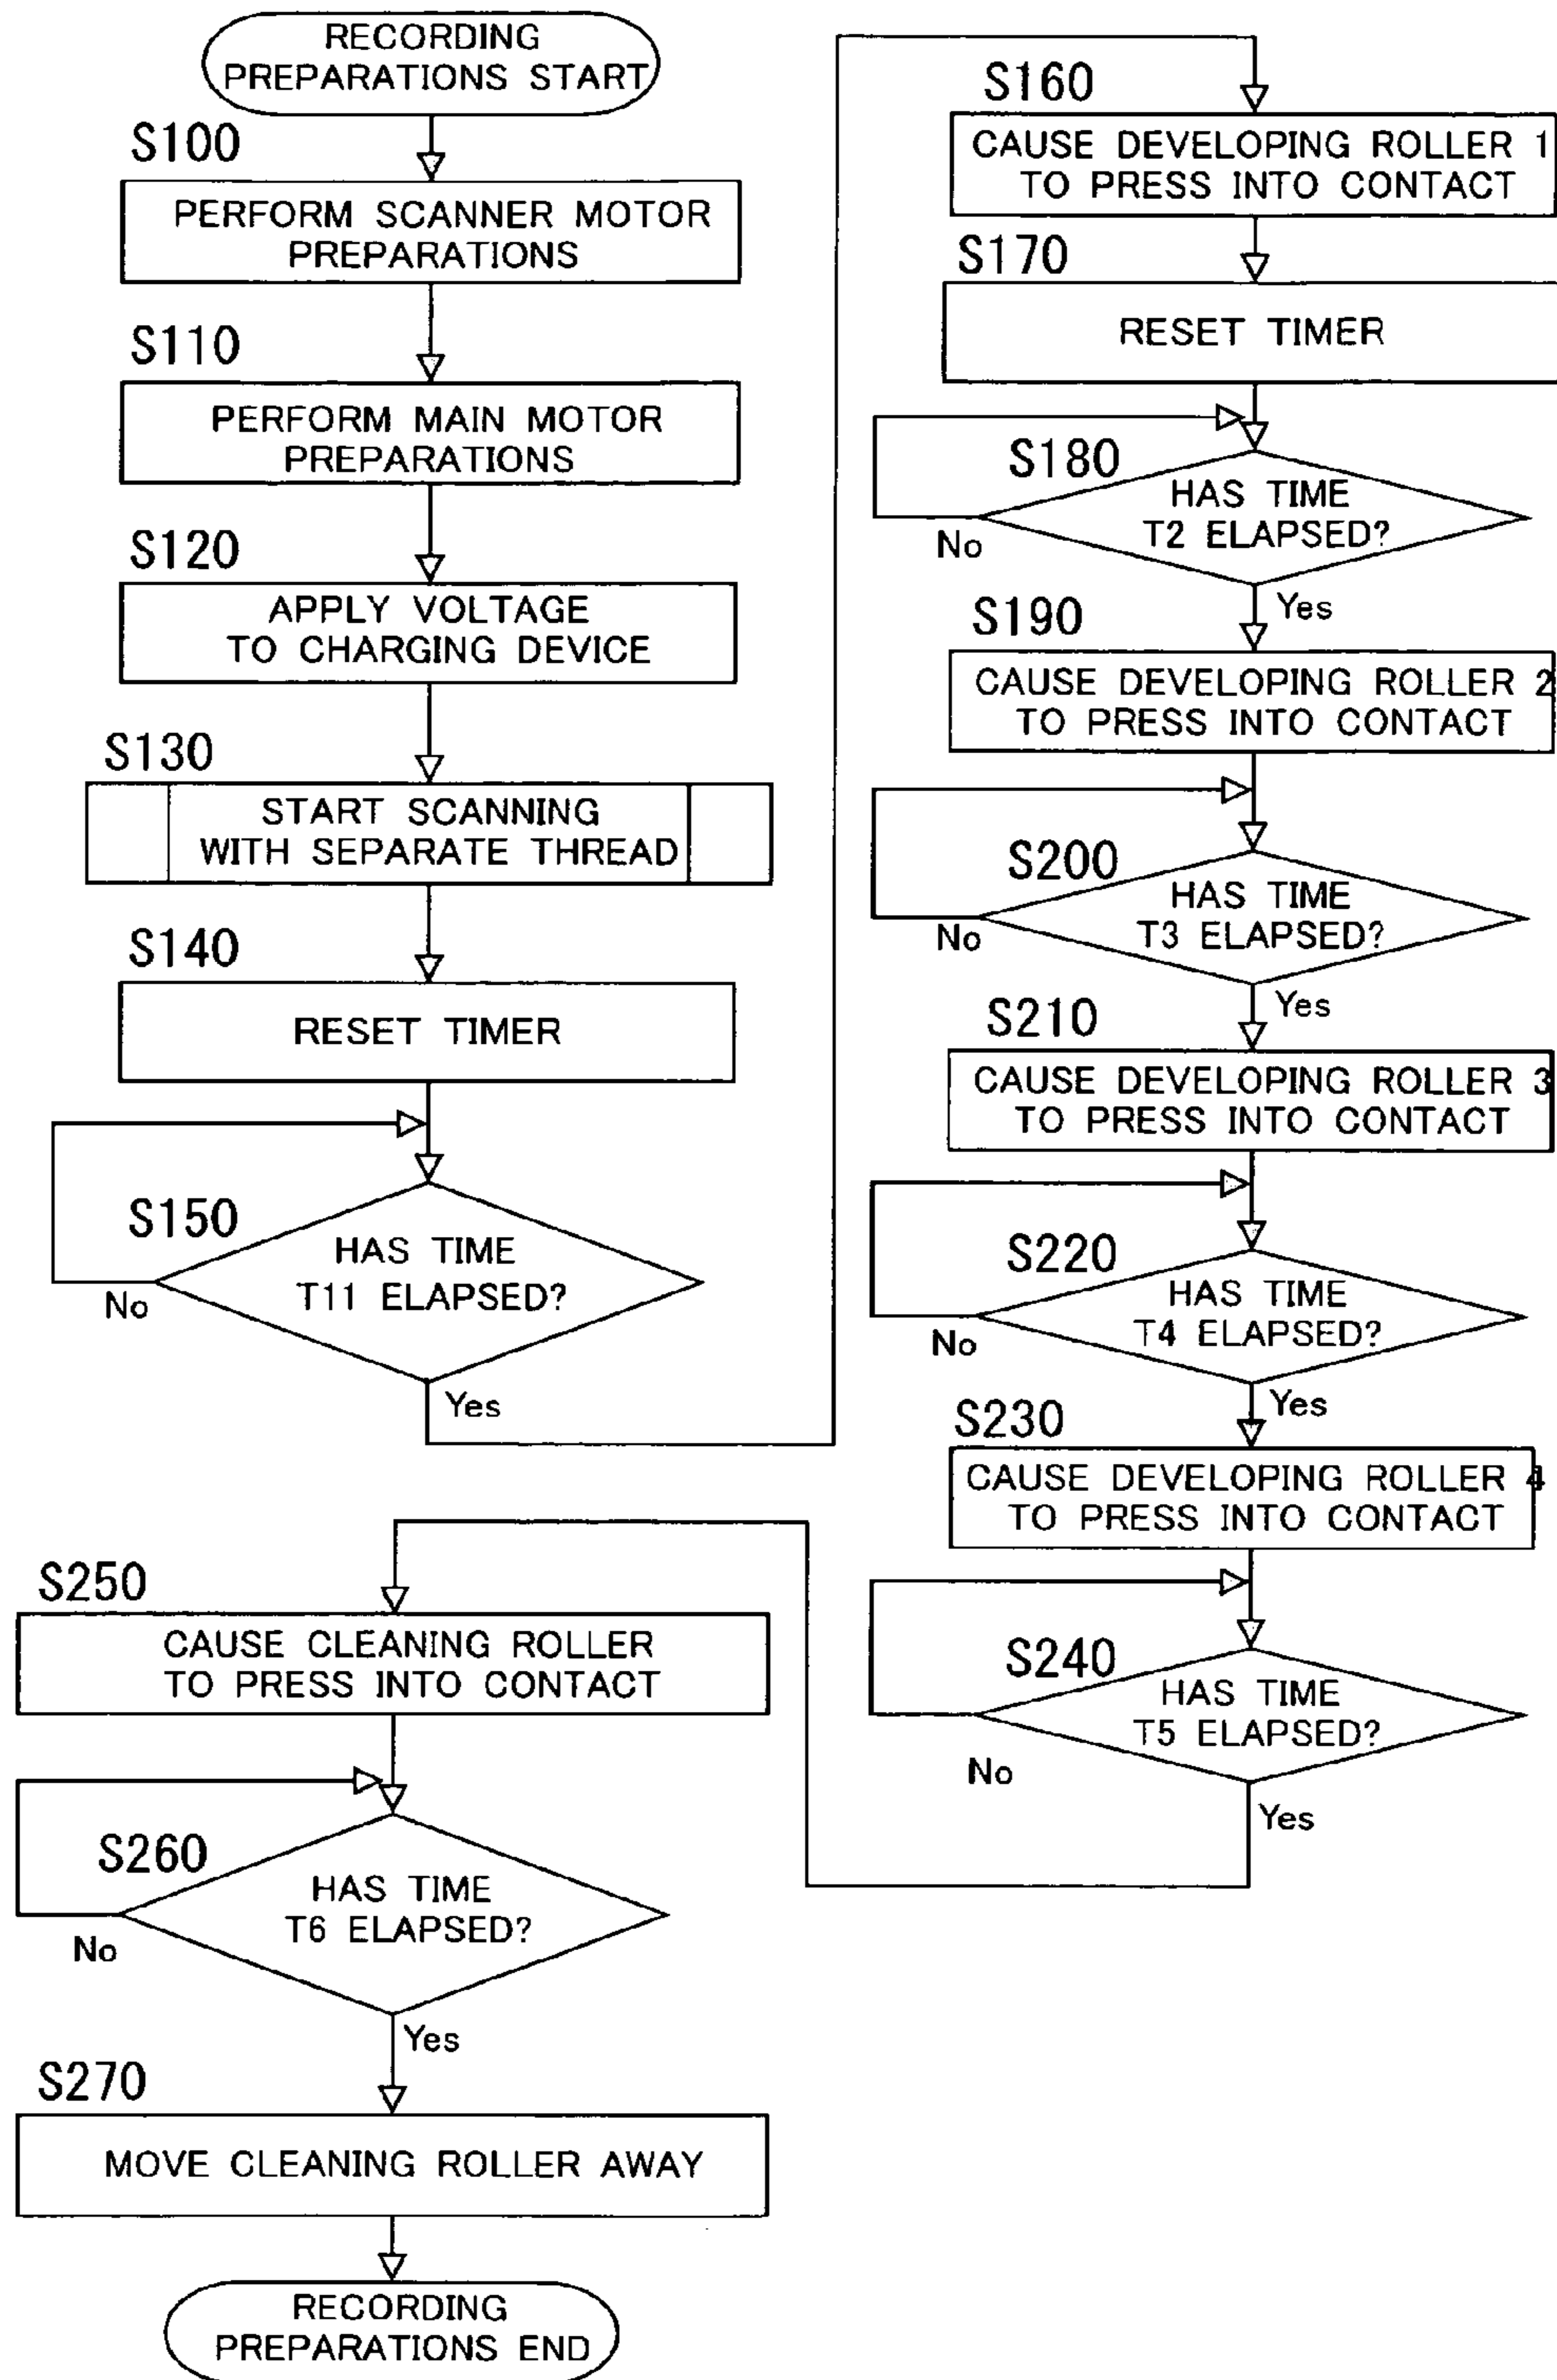 RECORDING
PREPARATIONS START
S100
PERFORM SCANNER MOTOR
PREPARATIONS
S110
PERFORM MAIN MOTOR
PREPARATIONS
S120
APPLY VOLTAGE
TO CHARGING DEVICE
S130
START SCANNING
WITH SEPARATE THREAD
S140
RESET TIMER
S150
HAS TIME
T11 ELAPSED?
No
Yes
S160
CAUSE DEVELOPING ROLLER 1
TO PRESS INTO CONTACT
S170
RESET TIMER
S180
HAS TIME
T2 ELAPSED?
No
Yes
S190
CAUSE DEVELOPING ROLLER 2
TO PRESS INTO CONTACT
S200
HAS TIME
T3 ELAPSED?
No
Yes
S210
CAUSE DEVELOPING ROLLER 3
TO PRESS INTO CONTACT
S220
HAS TIME
T4 ELAPSED?
No
Yes
S230
CAUSE DEVELOPING ROLLER 4
TO PRESS INTO CONTACT
S240
HAS TIME
T5 ELAPSED?
No
Yes
S250
CAUSE CLEANING ROLLER
TO PRESS INTO CONTACT
S260
HAS TIME
T6 ELAPSED?
No
Yes
S270
MOVE CLEANING ROLLER AWAY
RECORDING
PREPARATIONS END